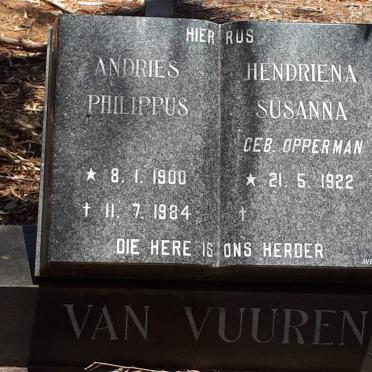 HIER RUS
ANDRIES
PHILIPPUS
★ 8. 1. 1900
† 11. 7. 1984
HENDRIENA
SUSANNA
GEB. OPPERMAN
★ 21. 5. 1922
†
DIE HERE IS ONS HERDER
VAN VUUREN